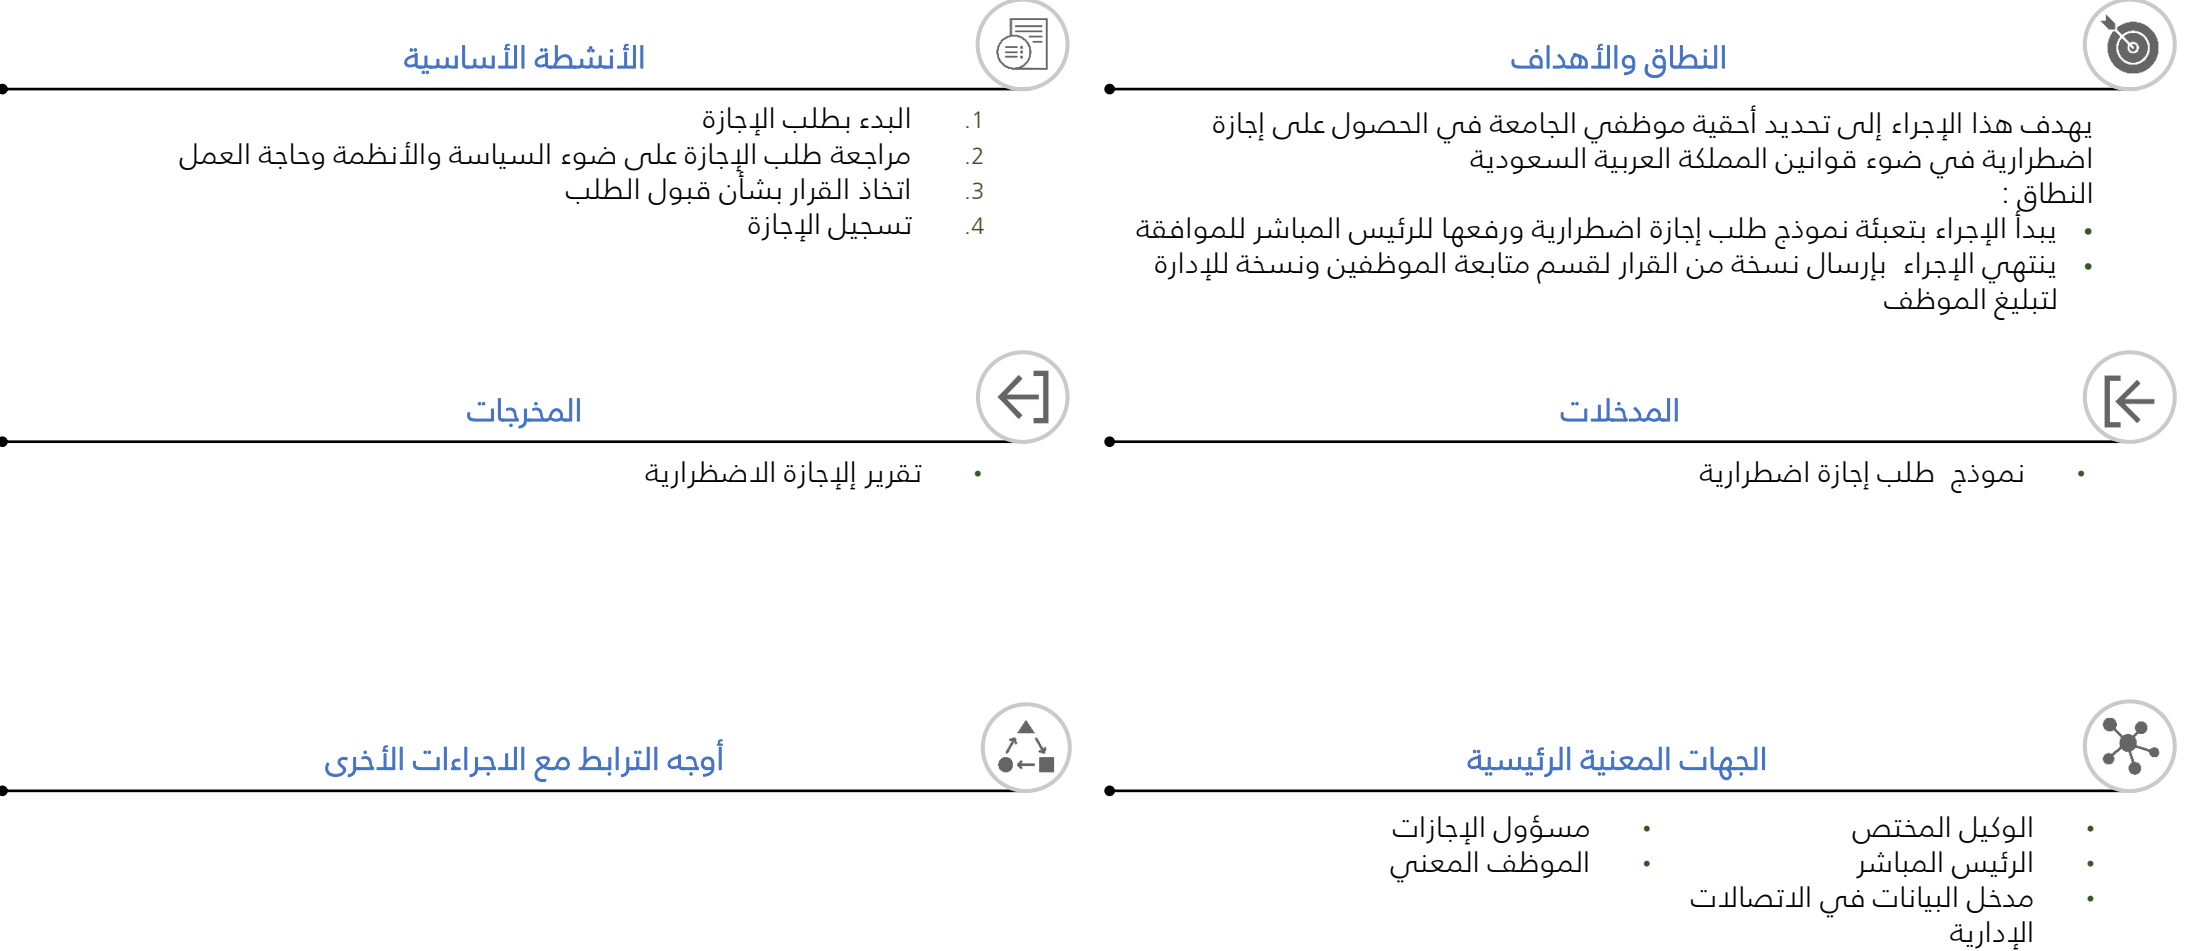 النطاق والأهداف
يهدف هذا الإجراء إلى تحديد أحقية موظفي الجامعة في الحصول على إجازة
اضطرارية في ضوء قوانين المملكة العربية السعودية
النطاق :
• يبدأ الإجراء بتعبئة نموذج طلب إجازة اضطرارية ورفعها للرئيس المباشر للموافقة
• ينتهي الإجراء بإرسال نسخة من القرار لقسم متابعة الموظفين ونسخة للإدارة
لتبليغ الموظف
الأنشطة الأساسية
1. البدء بطلب الإجازة
2. مراجعة طلب الإجازة على ضوء السياسة والأنظمة وحاجة العمل
3. اتخاذ القرار بشأن قبول الطلب
4. تسجيل الإجازة
المدخلات
• نموذج طلب إجازة اضطرارية
المخرجات
• تقرير إلإجازة الاضظرارية
الجهات المعنية الرئيسية
• الوكيل المختص
• الرئيس المباشر
• مدخل البيانات في الاتصالات
الإدارية
• مسؤول الإجازات
• الموظف المعني
أوجه الترابط مع الاجراءات الأخرى